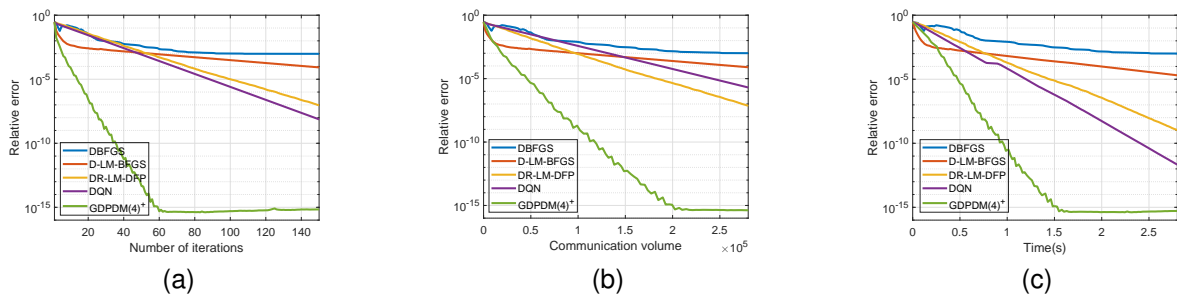 10^0
10^-5
10^-10
10^-15
Relative error
DBFGS
D-LM-BFGS
DR-LM-DFP
DQN
GDPDM(4)^+
20 40 60 80 100 120 140
Number of iterations
(a)
10^0
10^-5
10^-10
10^-15
Relative error
DBFGS
D-LM-BFGS
DR-LM-DFP
DQN
GDPDM(4)^+
0 0.5 1 1.5 2 2.5
×10^5
Communication volume
(b)
10^0
10^-5
10^-10
10^-15
Relative error
DBFGS
D-LM-BFGS
DR-LM-DFP
DQN
GDPDM(4)^+
0 0.5 1 1.5 2 2.5
Time(s)
(c)